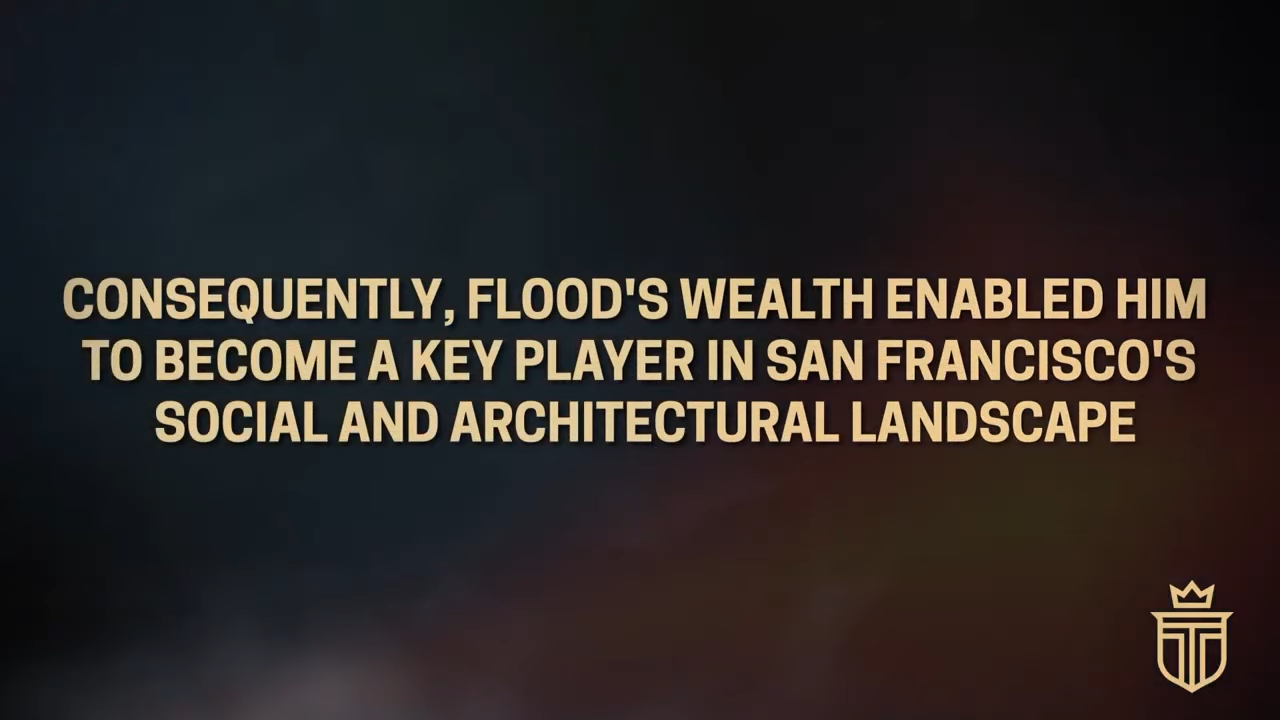 CONSEQUENTLY, FLOOD'S WEALTH ENABLED HIM
TO BECOME A KEY PLAYER IN SAN FRANCISCO'S
SOCIAL AND ARCHITECTURAL LANDSCAPE